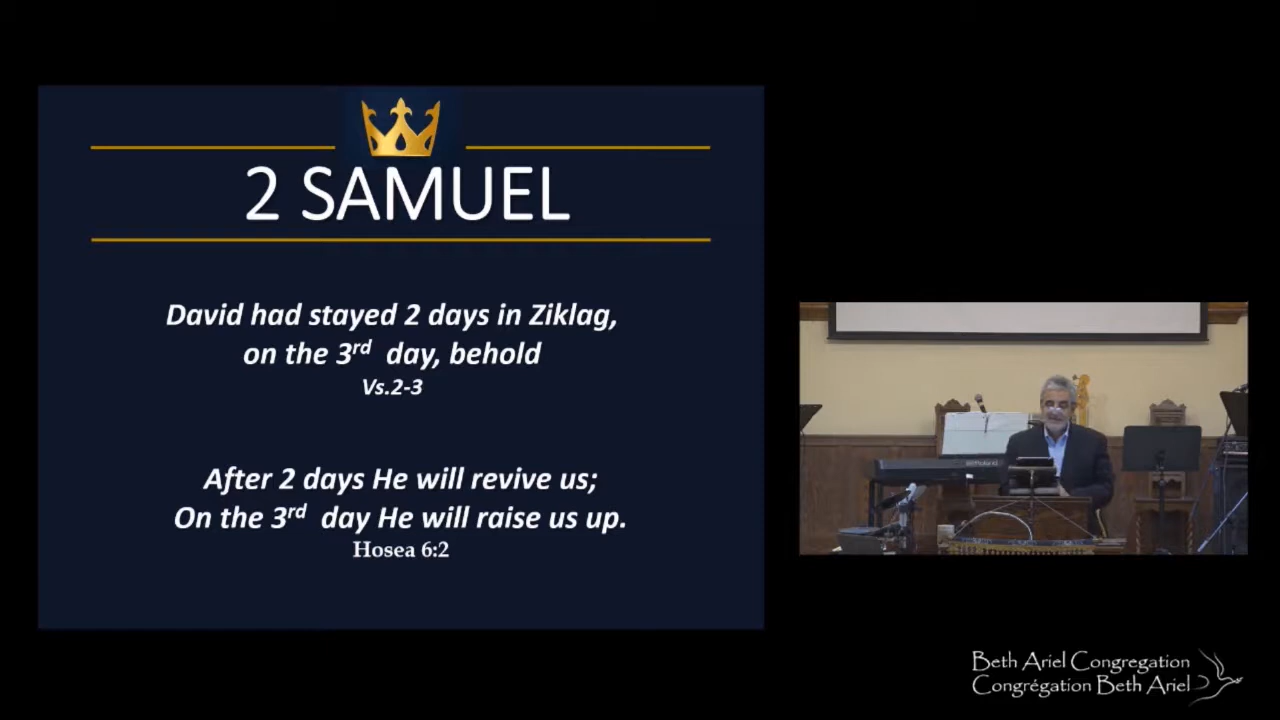 2 SAMUEL
David had stayed 2 days in Ziklag,
on the 3rd day, behold
Vs.2-3
After 2 days He will revive us;
On the 3rd day He will raise us up.
Hosea 6:2
Roland
Beth Ariel Congregation
Congrégation Beth Ariel